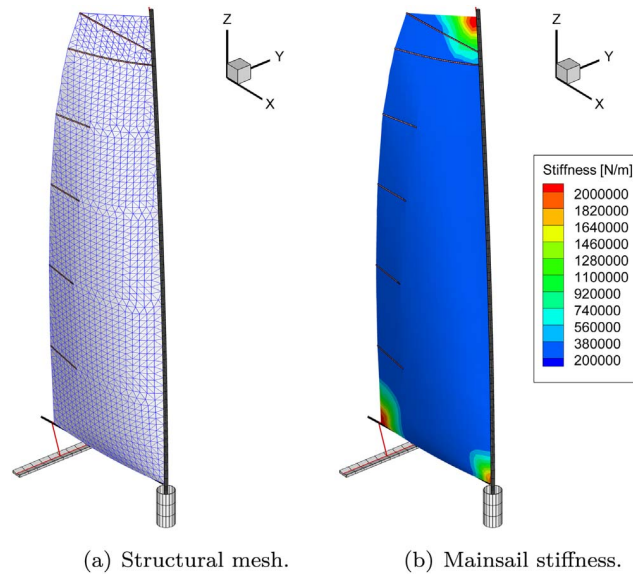 Z
Y
X
Z
Y
X
Stiffness [N/m]
2000000
1820000
1640000
1460000
1280000
1100000
920000
740000
560000
380000
200000
(a) Structural mesh.
(b) Mainsail stiffness.